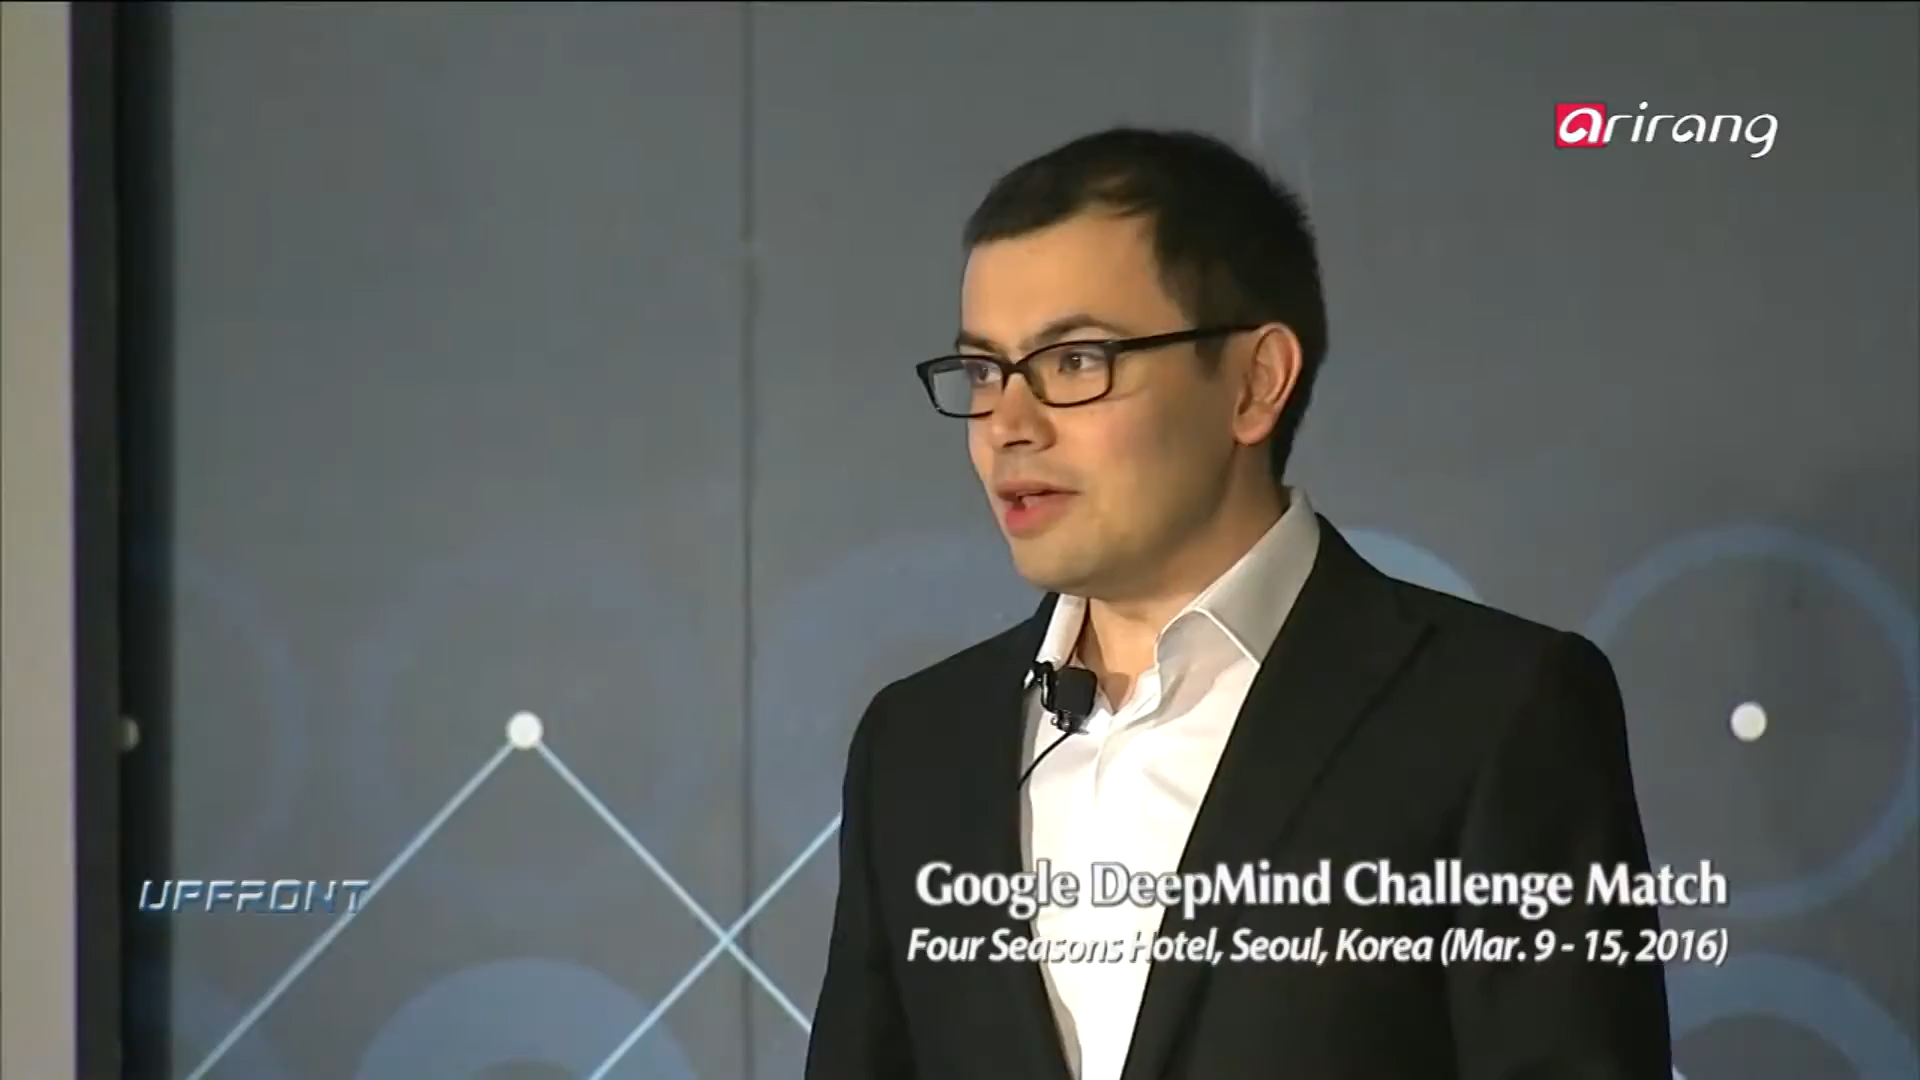 arirang
UPFRONT
Google DeepMind Challenge Match
Four Seasons Hotel, Seoul, Korea (Mar. 9 - 15, 2016)